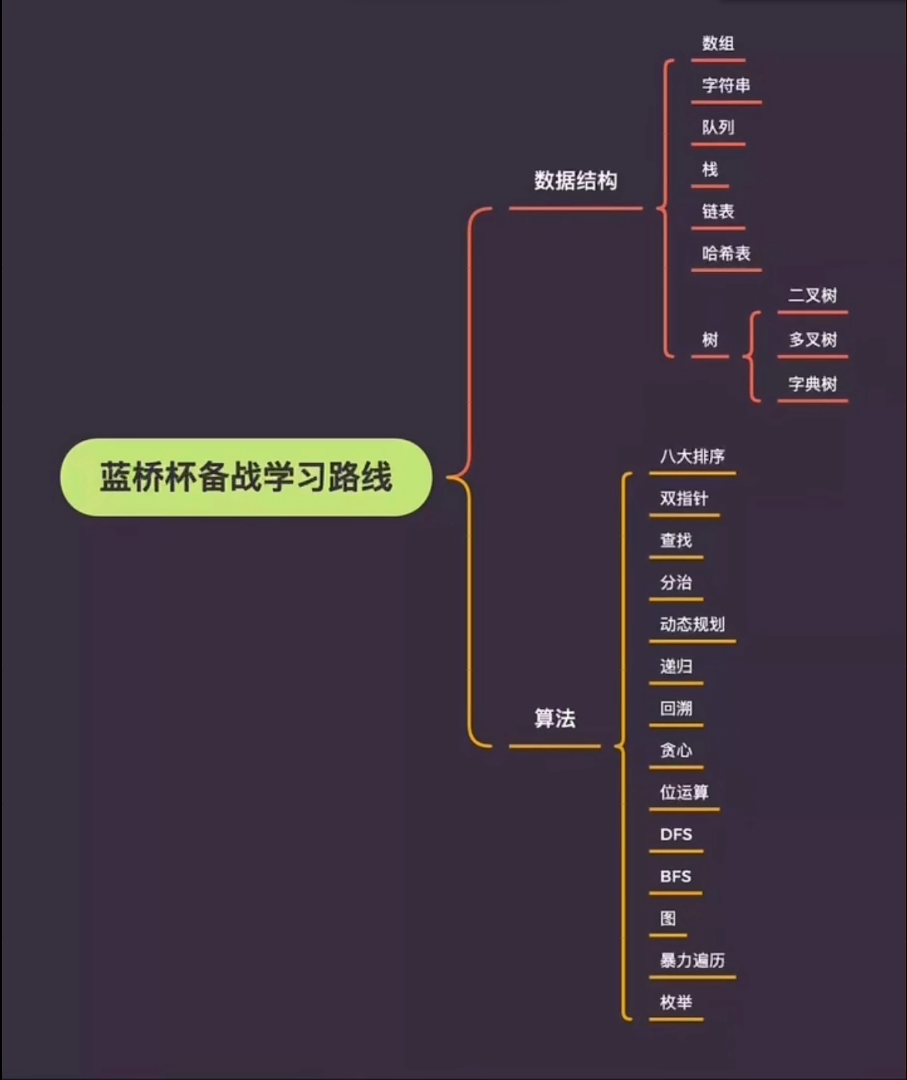 蓝桥杯备战学习路线
数据结构
数组
字符串
队列
栈
链表
哈希表
树
二叉树
多叉树
字典树
算法
八大排序
双指针
查找
分治
动态规划
递归
回溯
贪心
位运算
DFS
BFS
图
暴力遍历
枚举